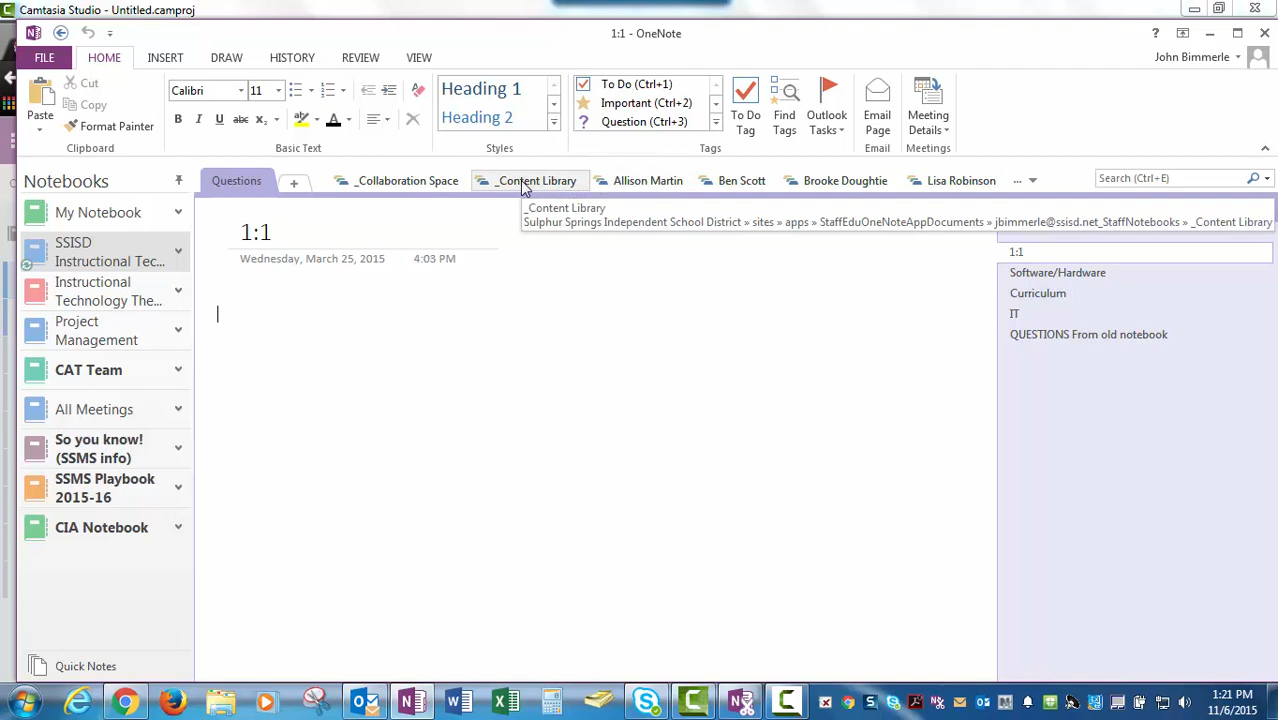 Camtasia Studio - Untitled.camproj
1:1 - OneNote
FILE HOME INSERT DRAW HISTORY REVIEW VIEW
John Bimmerle
Paste
Cut
Copy
Format Painter
Clipboard
Calibri 11
B I U abc x₂ A
Basic Text
Heading 1
Heading 2
Styles
To Do (Ctrl+1)
Important (Ctrl+2)
Question (Ctrl+3)
To Do Tag
Find Tags
Outlook Tasks
Tags
Email Page
Email
Meeting Details
Meetings
Notebooks
Questions
_Collaboration Space
_Content Library
Allison Martin
Ben Scott
Brooke Doughtie
Lisa Robinson
...
Search (Ctrl+E)
_Content Library
Sulphur Springs Independent School District » sites » apps » StaffEduOneNoteAppDocuments » jbimmerle@ssisd.net_StaffNotebooks » _Content Library
My Notebook
SSISD
Instructional Tec...
Instructional
Technology The...
Project
Management
CAT Team
All Meetings
So you know!
(SSMS info)
SSMS Playbook
2015-16
CIA Notebook
Quick Notes
1:1
Wednesday, March 25, 2015 4:03 PM
1:1
Software/Hardware
Curriculum
IT
QUESTIONS From old notebook
1:21 PM
11/6/2015